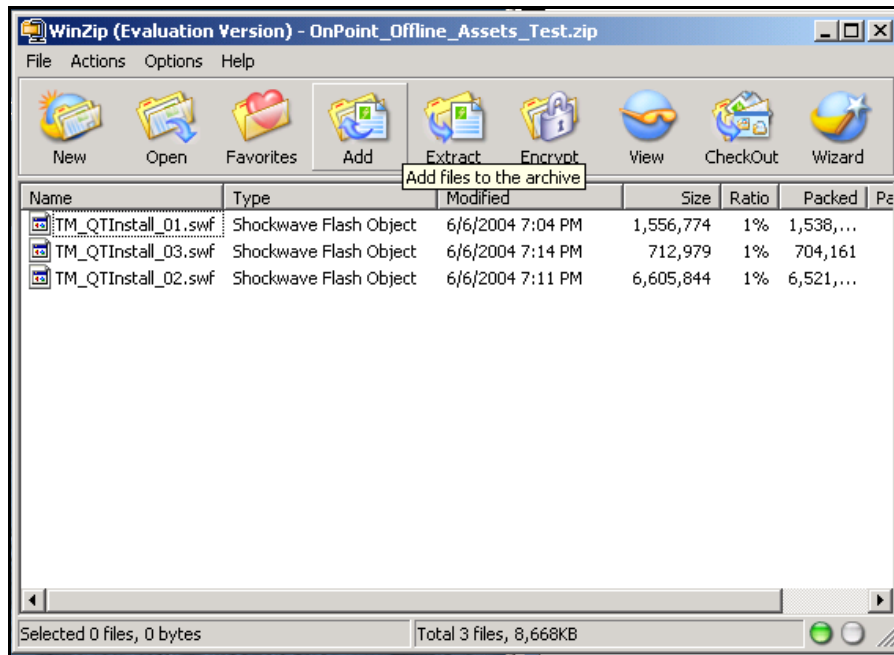 WinZip (Evaluation Version) - OnPoint_Offline_Assets_Test.zip
File Actions Options Help
New Open Favorites Add Extract Encrypt View CheckOut Wizard
Add files to the archive
Name Type Modified Size Ratio Packed Pa
TM_QTInstall_01.swf Shockwave Flash Object 6/6/2004 7:04 PM 1,556,774 1% 1,538,...
TM_QTInstall_03.swf Shockwave Flash Object 6/6/2004 7:14 PM 712,979 1% 704,161
TM_QTInstall_02.swf Shockwave Flash Object 6/6/2004 7:11 PM 6,605,844 1% 6,521,...
Selected 0 files, 0 bytes Total 3 files, 8,668KB